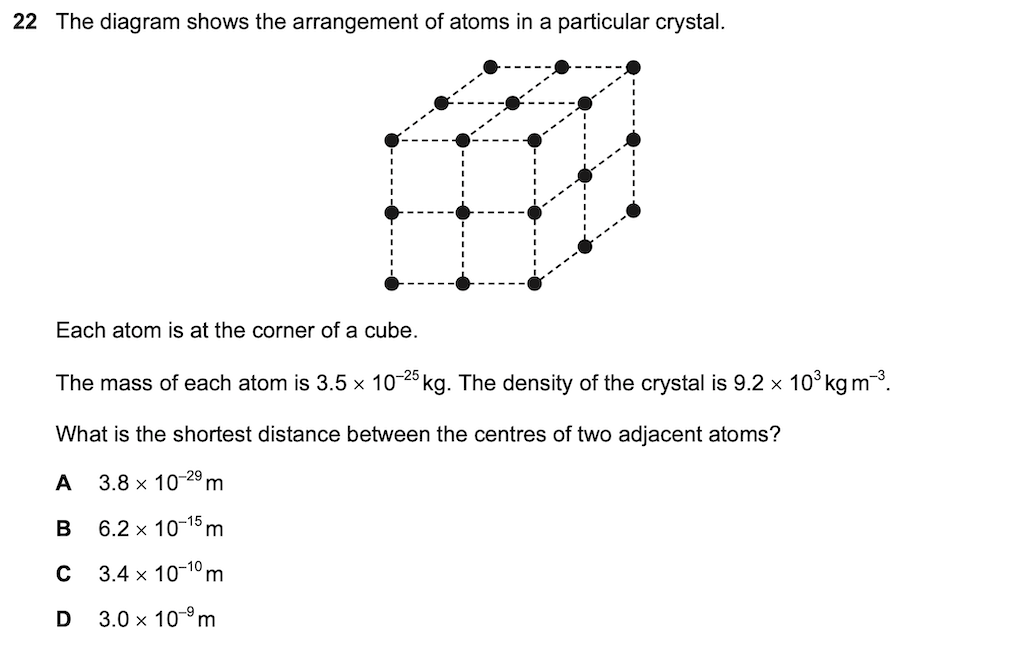 22 The diagram shows the arrangement of atoms in a particular crystal.
Each atom is at the corner of a cube.
The mass of each atom is 3.5 × 10⁻²⁵ kg. The density of the crystal is 9.2 × 10³ kg m⁻³.
What is the shortest distance between the centres of two adjacent atoms?
A 3.8 × 10⁻²⁹ m
B 6.2 × 10⁻¹⁵ m
C 3.4 × 10⁻¹⁰ m
D 3.0 × 10⁻⁹ m